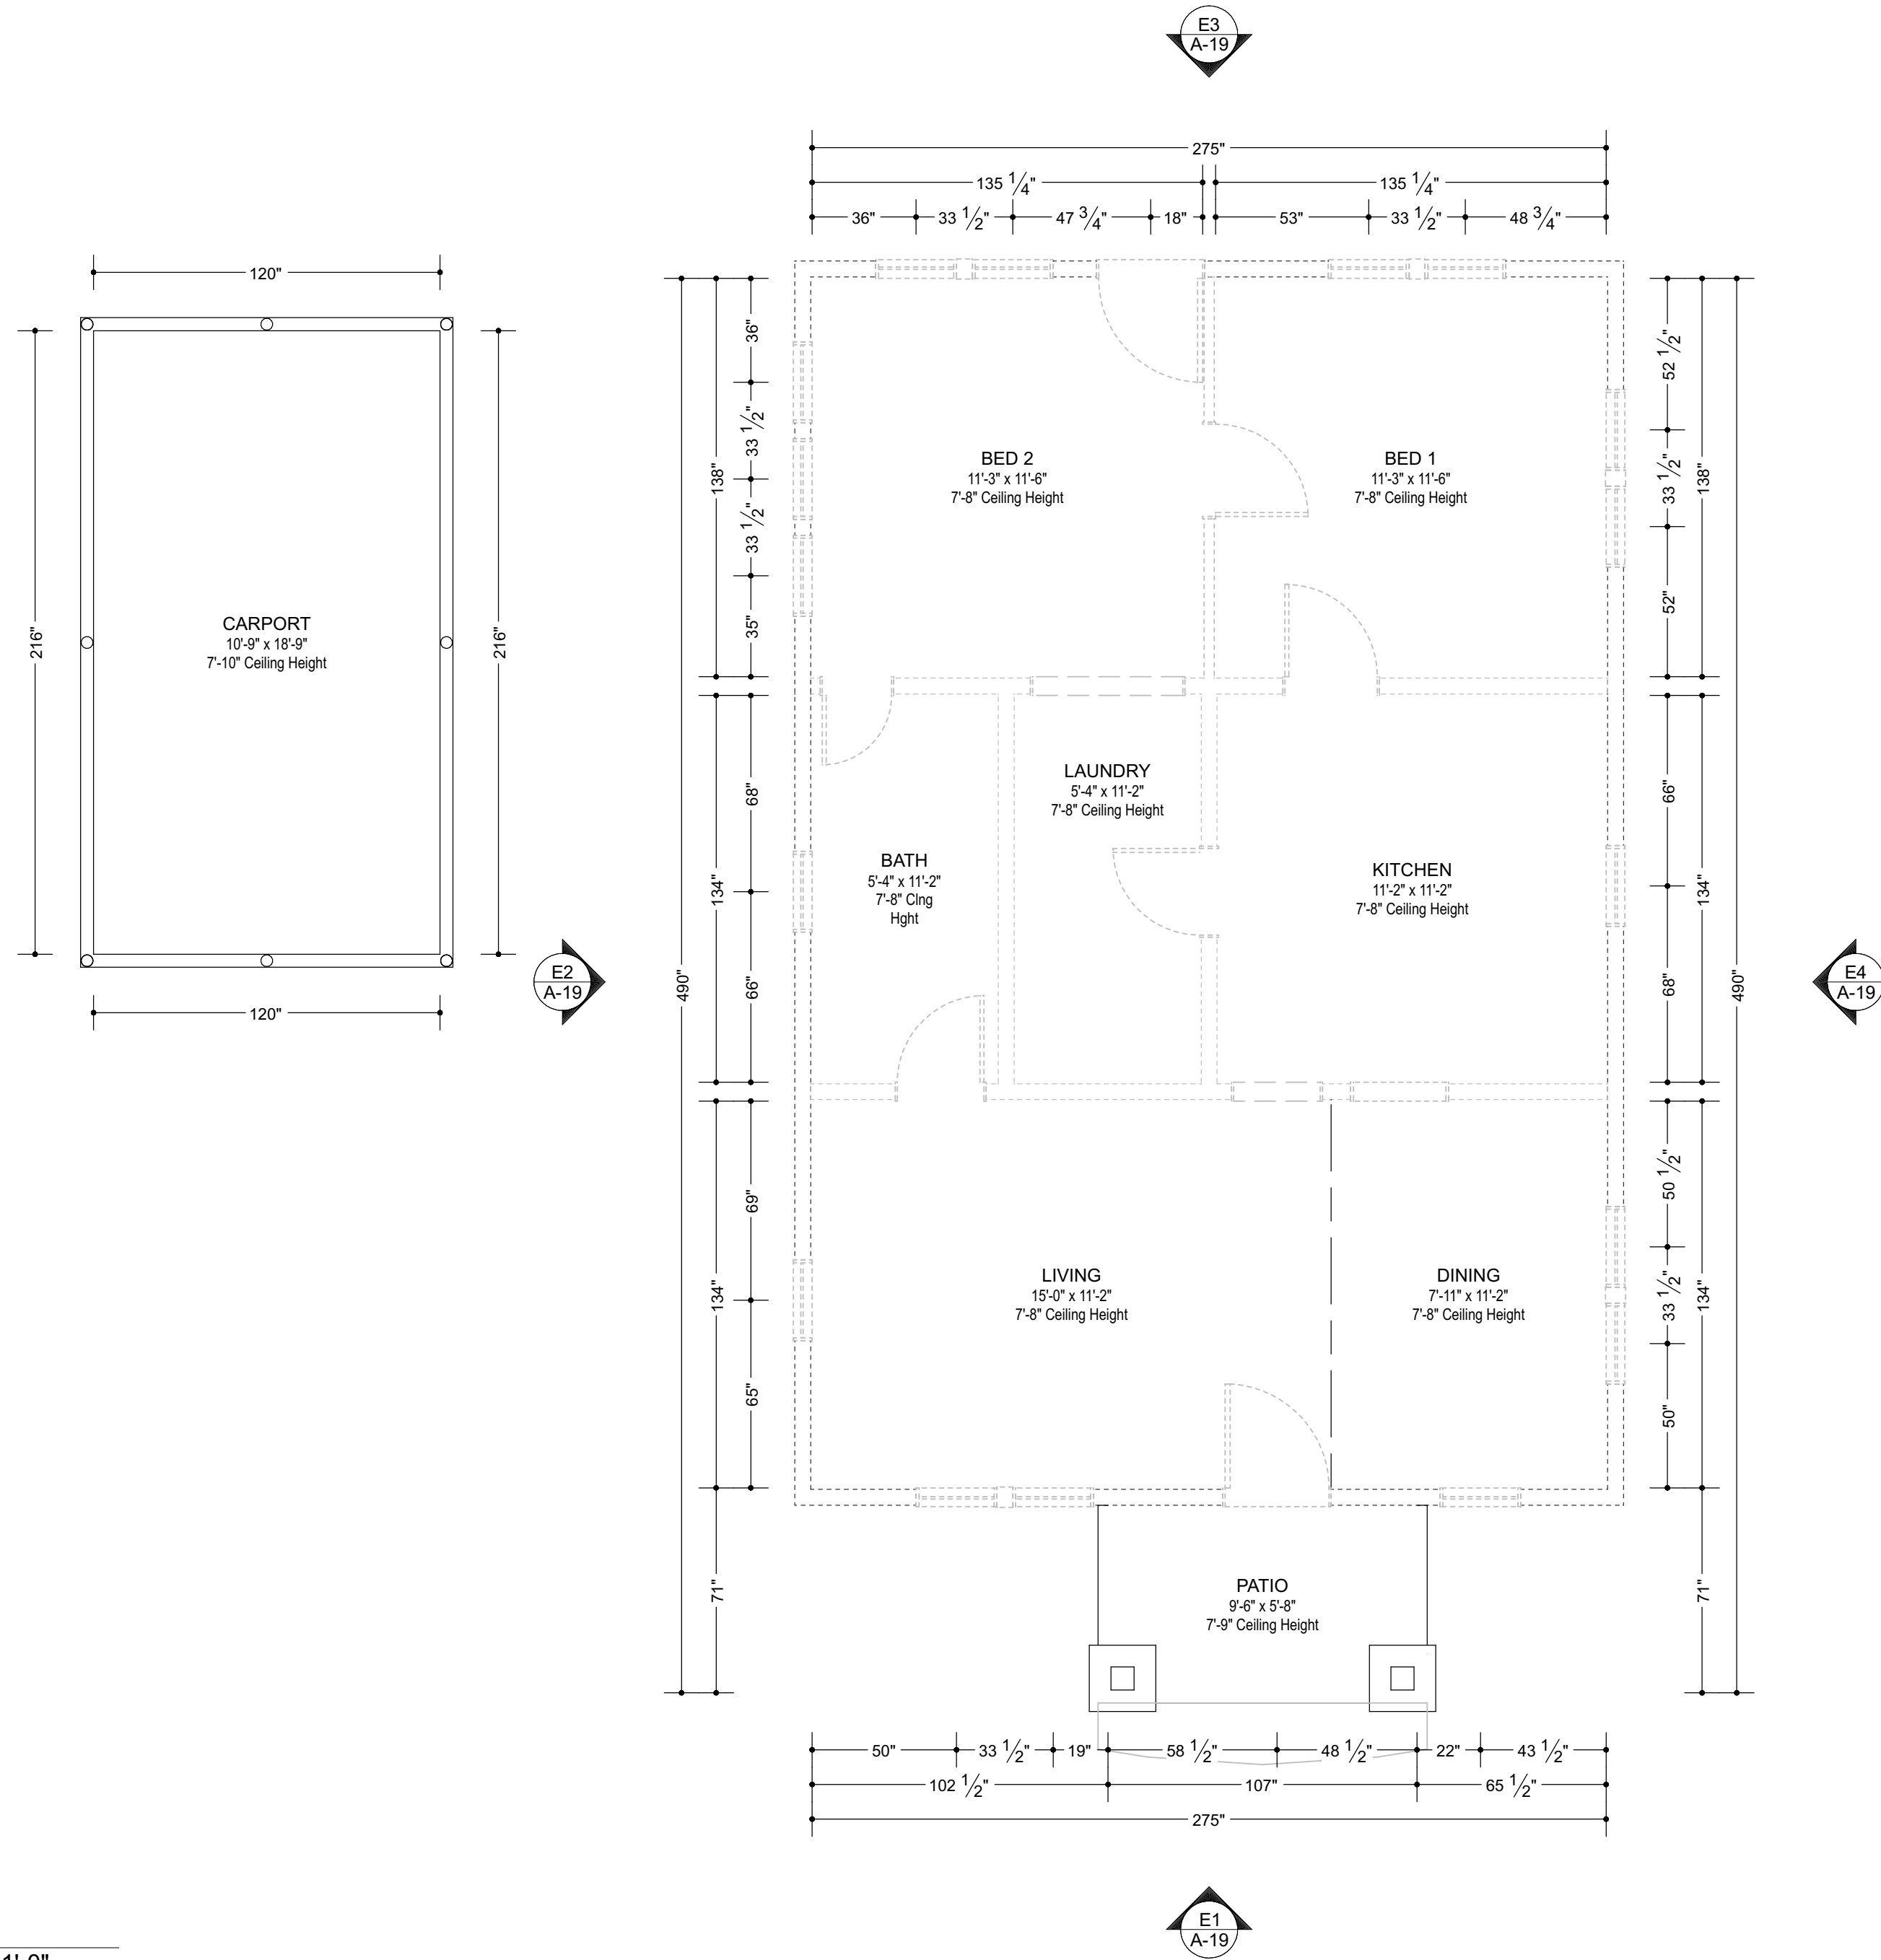 E3
A-19
275"
135 1/4"
135 1/4"
36"
33 1/2"
47 3/4"
18"
53"
33 1/2"
48 3/4"
120"
216"
216"
CARPORT
10'-9" x 18'-9"
7'-10" Ceiling Height
120"
E2
A-19
490"
138"
134"
134"
71"
36"
33 1/2"
33 1/2"
35"
68"
66"
69"
65"
BED 2
11'-3" x 11'-6"
7'-8" Ceiling Height
BED 1
11'-3" x 11'-6"
7'-8" Ceiling Height
LAUNDRY
5'-4" x 11'-2"
7'-8" Ceiling Height
BATH
5'-4" x 11'-2"
7'-8" Clng
Hght
KITCHEN
11'-2" x 11'-2"
7'-8" Ceiling Height
LIVING
15'-0" x 11'-2"
7'-8" Ceiling Height
DINING
7'-11" x 11'-2"
7'-8" Ceiling Height
PATIO
9'-6" x 5'-8"
7'-9" Ceiling Height
52 1/2"
33 1/2"
52"
66"
68"
50 1/2"
33 1/2"
50"
138"
134"
134"
71"
490"
E4
A-19
50"
33 1/2"
19"
58 1/2"
48 1/2"
22"
43 1/2"
102 1/2"
107"
65 1/2"
275"
E1
A-19
1'-0"